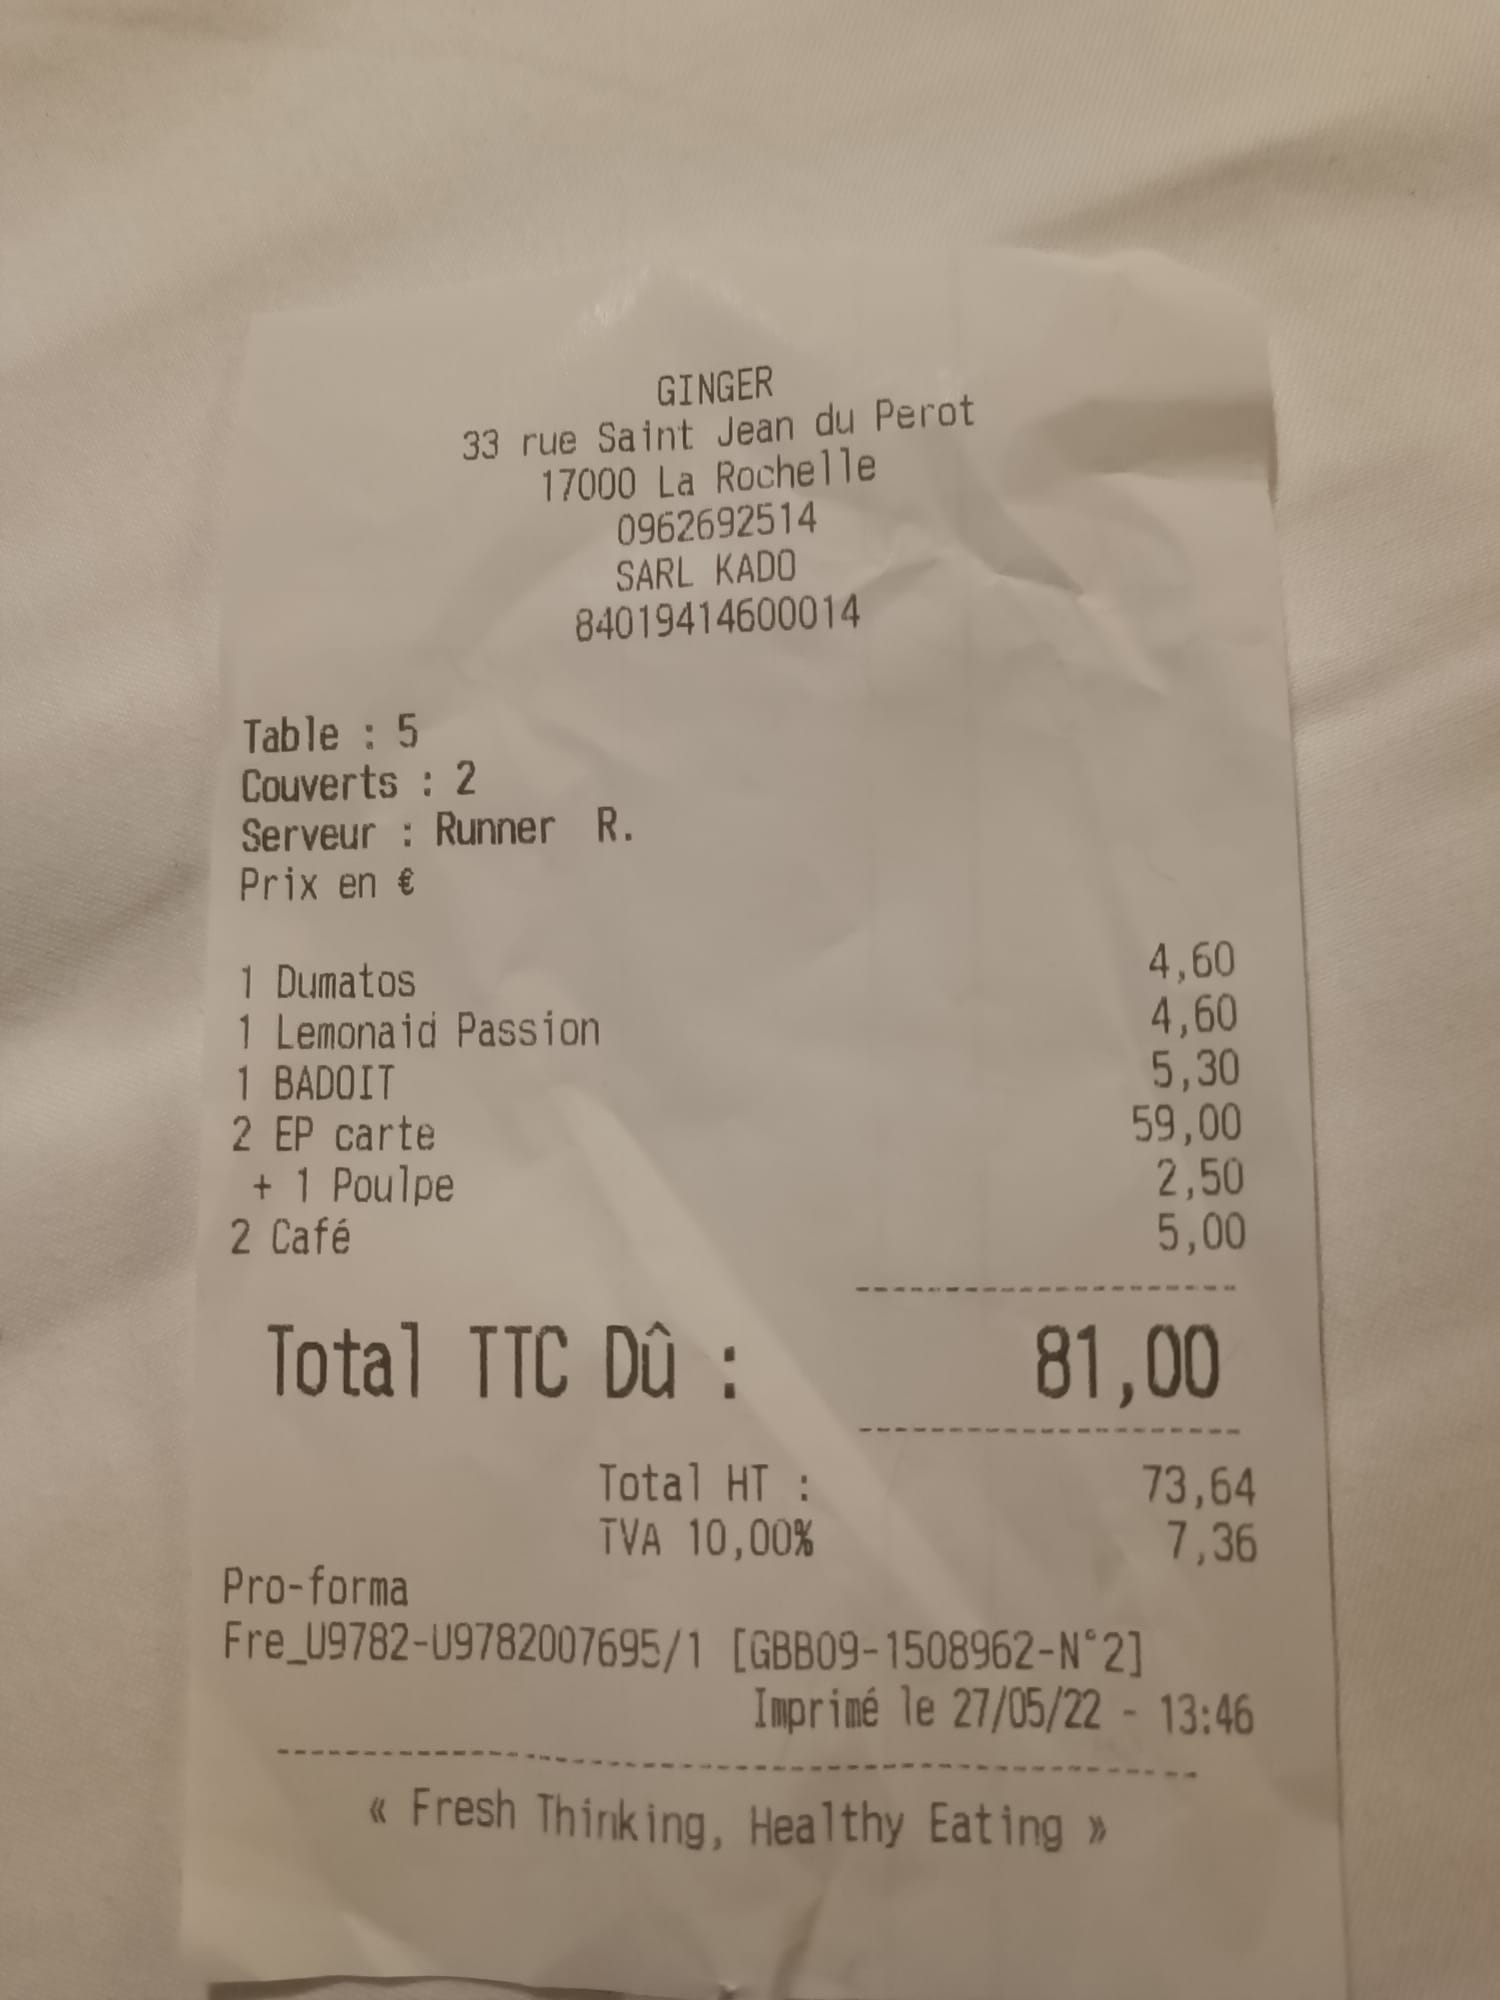 GINGER
33 rue Saint Jean du Perot
17000 La Rochelle
0962692514
SARL KADO
84019414600014
Table : 5
Couverts : 2
Serveur : Runner R.
Prix en €
1 Dumatos 4,60
1 Lemonaid Passion 4,60
1 BADOIT 5,30
2 EP carte 59,00
+ 1 Poulpe 2,50
2 Café 5,00
Total TTC Dû : 81,00
Total HT : 73,64
TVA 10,00% 7,36
Pro-forma
Fre_U9782-U9782007695/1 [GBB09-1508962-N°2]
Imprimé le 27/05/22 - 13:46
« Fresh Thinking, Healthy Eating »